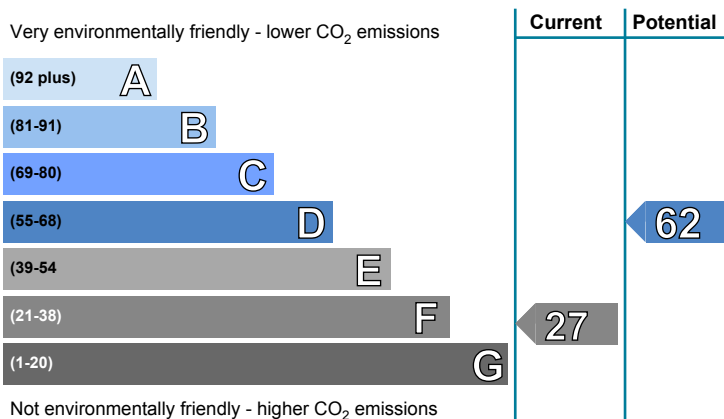 Current Potential
Very environmentally friendly - lower CO2 emissions
(92 plus) A
(81-91) B
(69-80) C
(55-68) D 62
(39-54 E
(21-38) F 27
(1-20) G
Not environmentally friendly - higher CO2 emissions